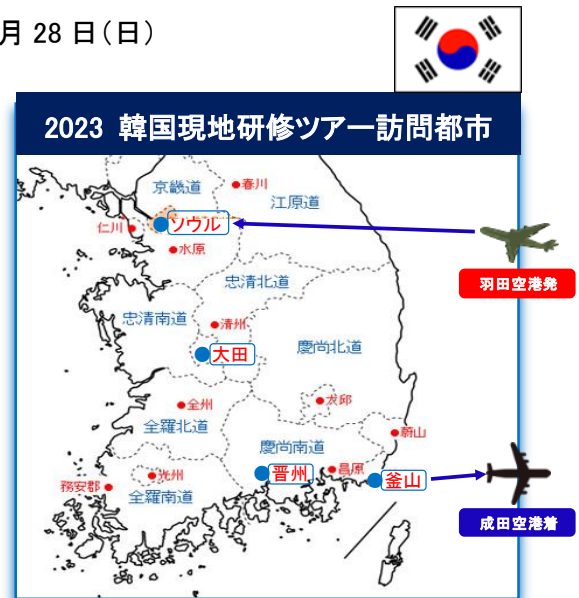 月 28 日（日）
2023 韓国現地研修ツアー訪問都市
京畿道
春川
江原道
仁川
ソウル
水原
羽田空港発
忠清北道
忠清南道
清州
大田
慶尚北道
全州
大邱
全羅北道
慶尚南道
蔚山
光州
晋州
昌原
釜山
務安郡
全羅南道
成田空港着